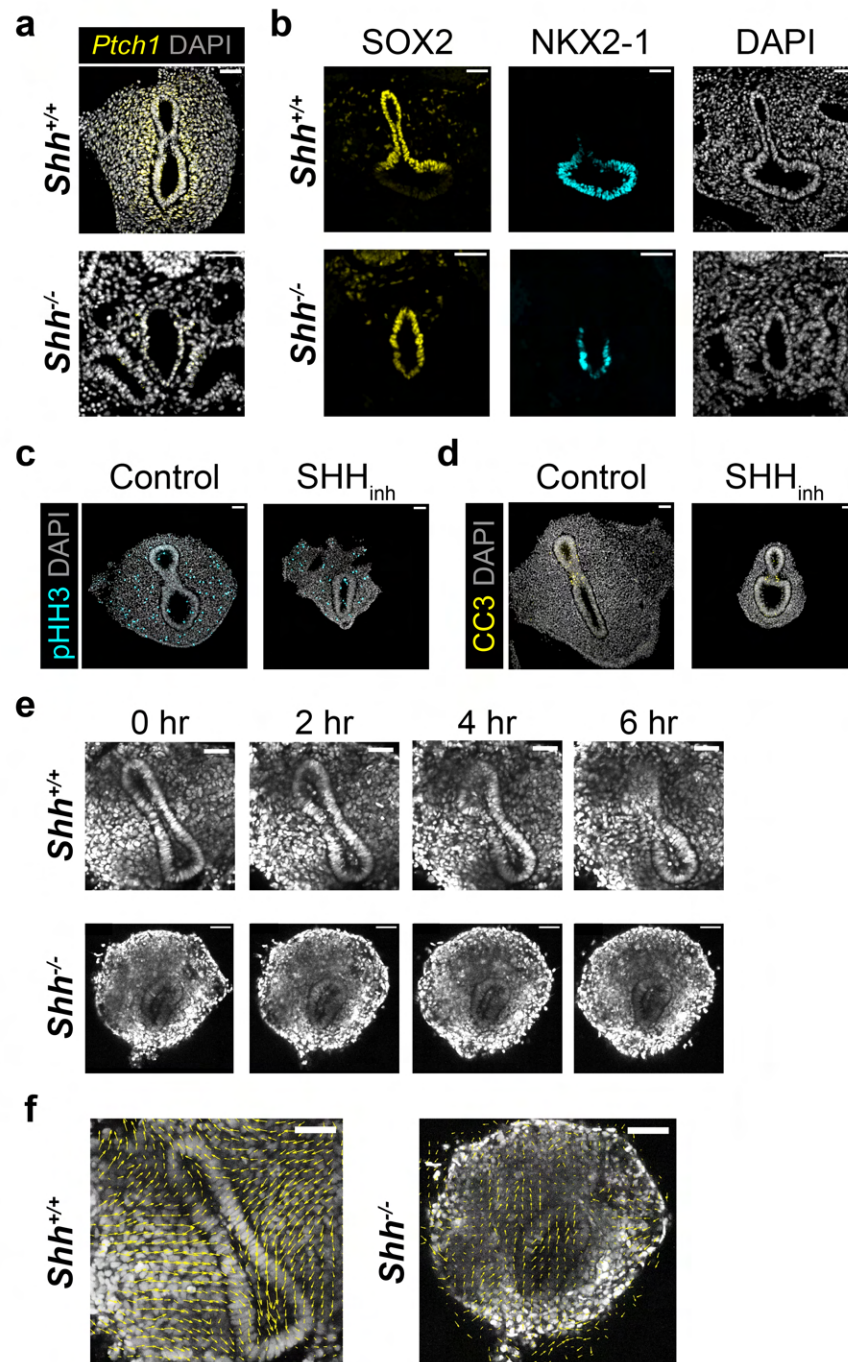 a
Ptch1 DAPI
Shh+/+
Shh-/-
b
SOX2 NKX2-1 DAPI
Shh+/+
Shh-/-
c
Control SHHinh
pHH3 DAPI
d
Control SHHinh
CC3 DAPI
e
0 hr 2 hr 4 hr 6 hr
Shh+/+
Shh-/-
f
Shh+/+
Shh-/-